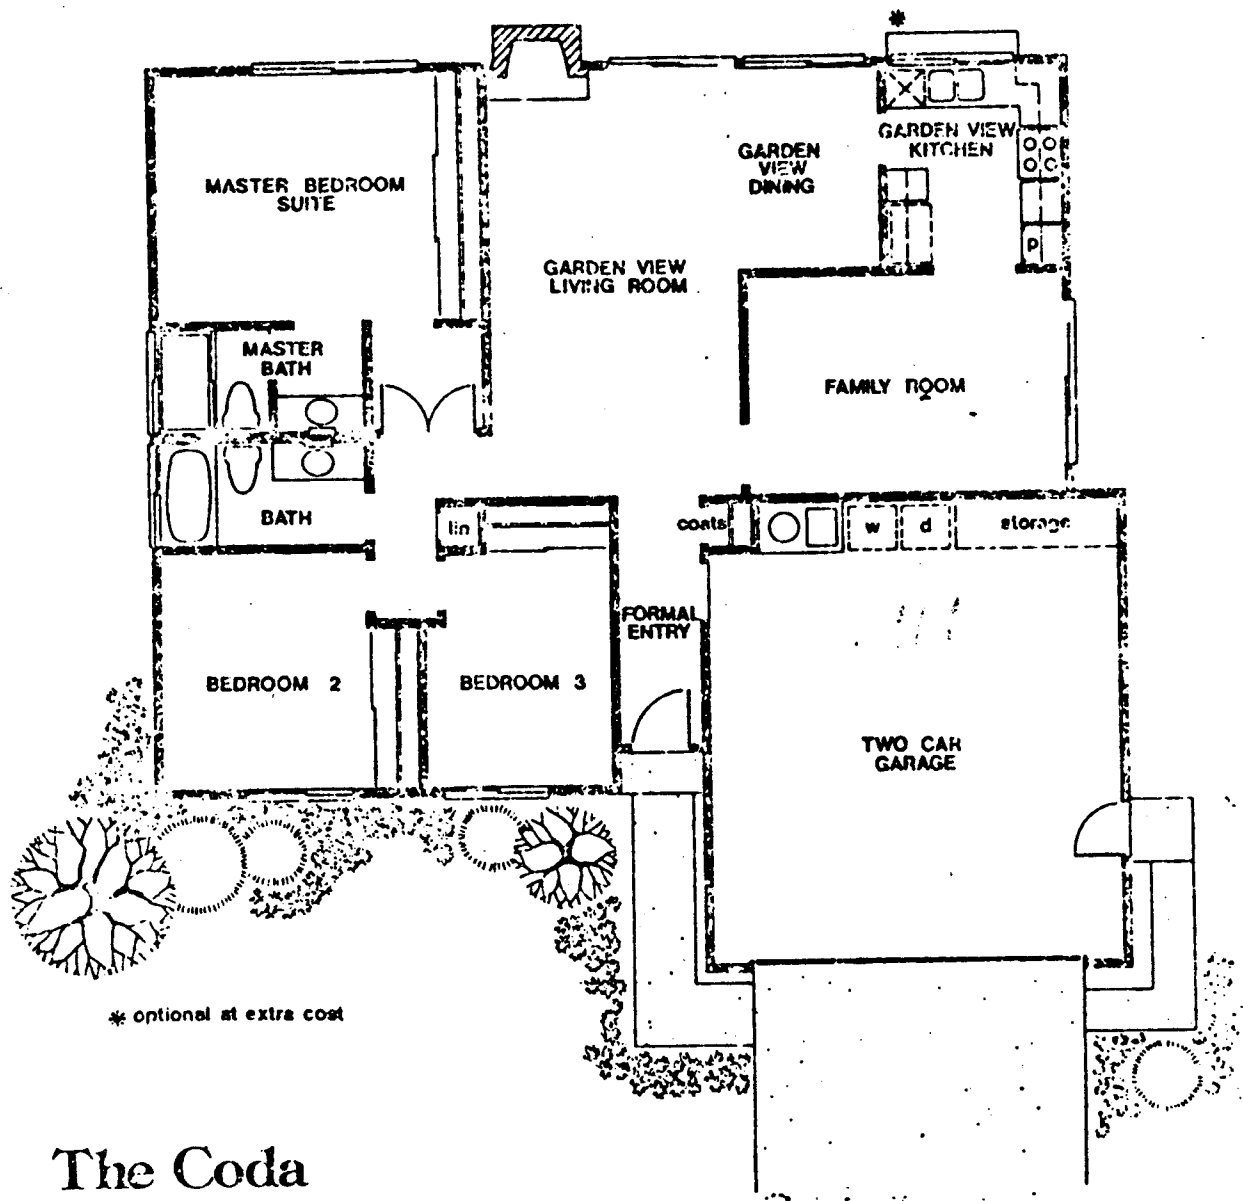 *
GARDEN VIEW
KITCHEN
GARDEN
VIEW
DINING
MASTER BEDROOM
SUITE
p
GARDEN VIEW
LIVING ROOM
MASTER
BATH
FAMILY ROOM
BATH
lin
coats
w
d
storage
FORMAL
ENTRY
BEDROOM 2
BEDROOM 3
TWO CAR
GARAGE
* optional at extra cost
The Coda